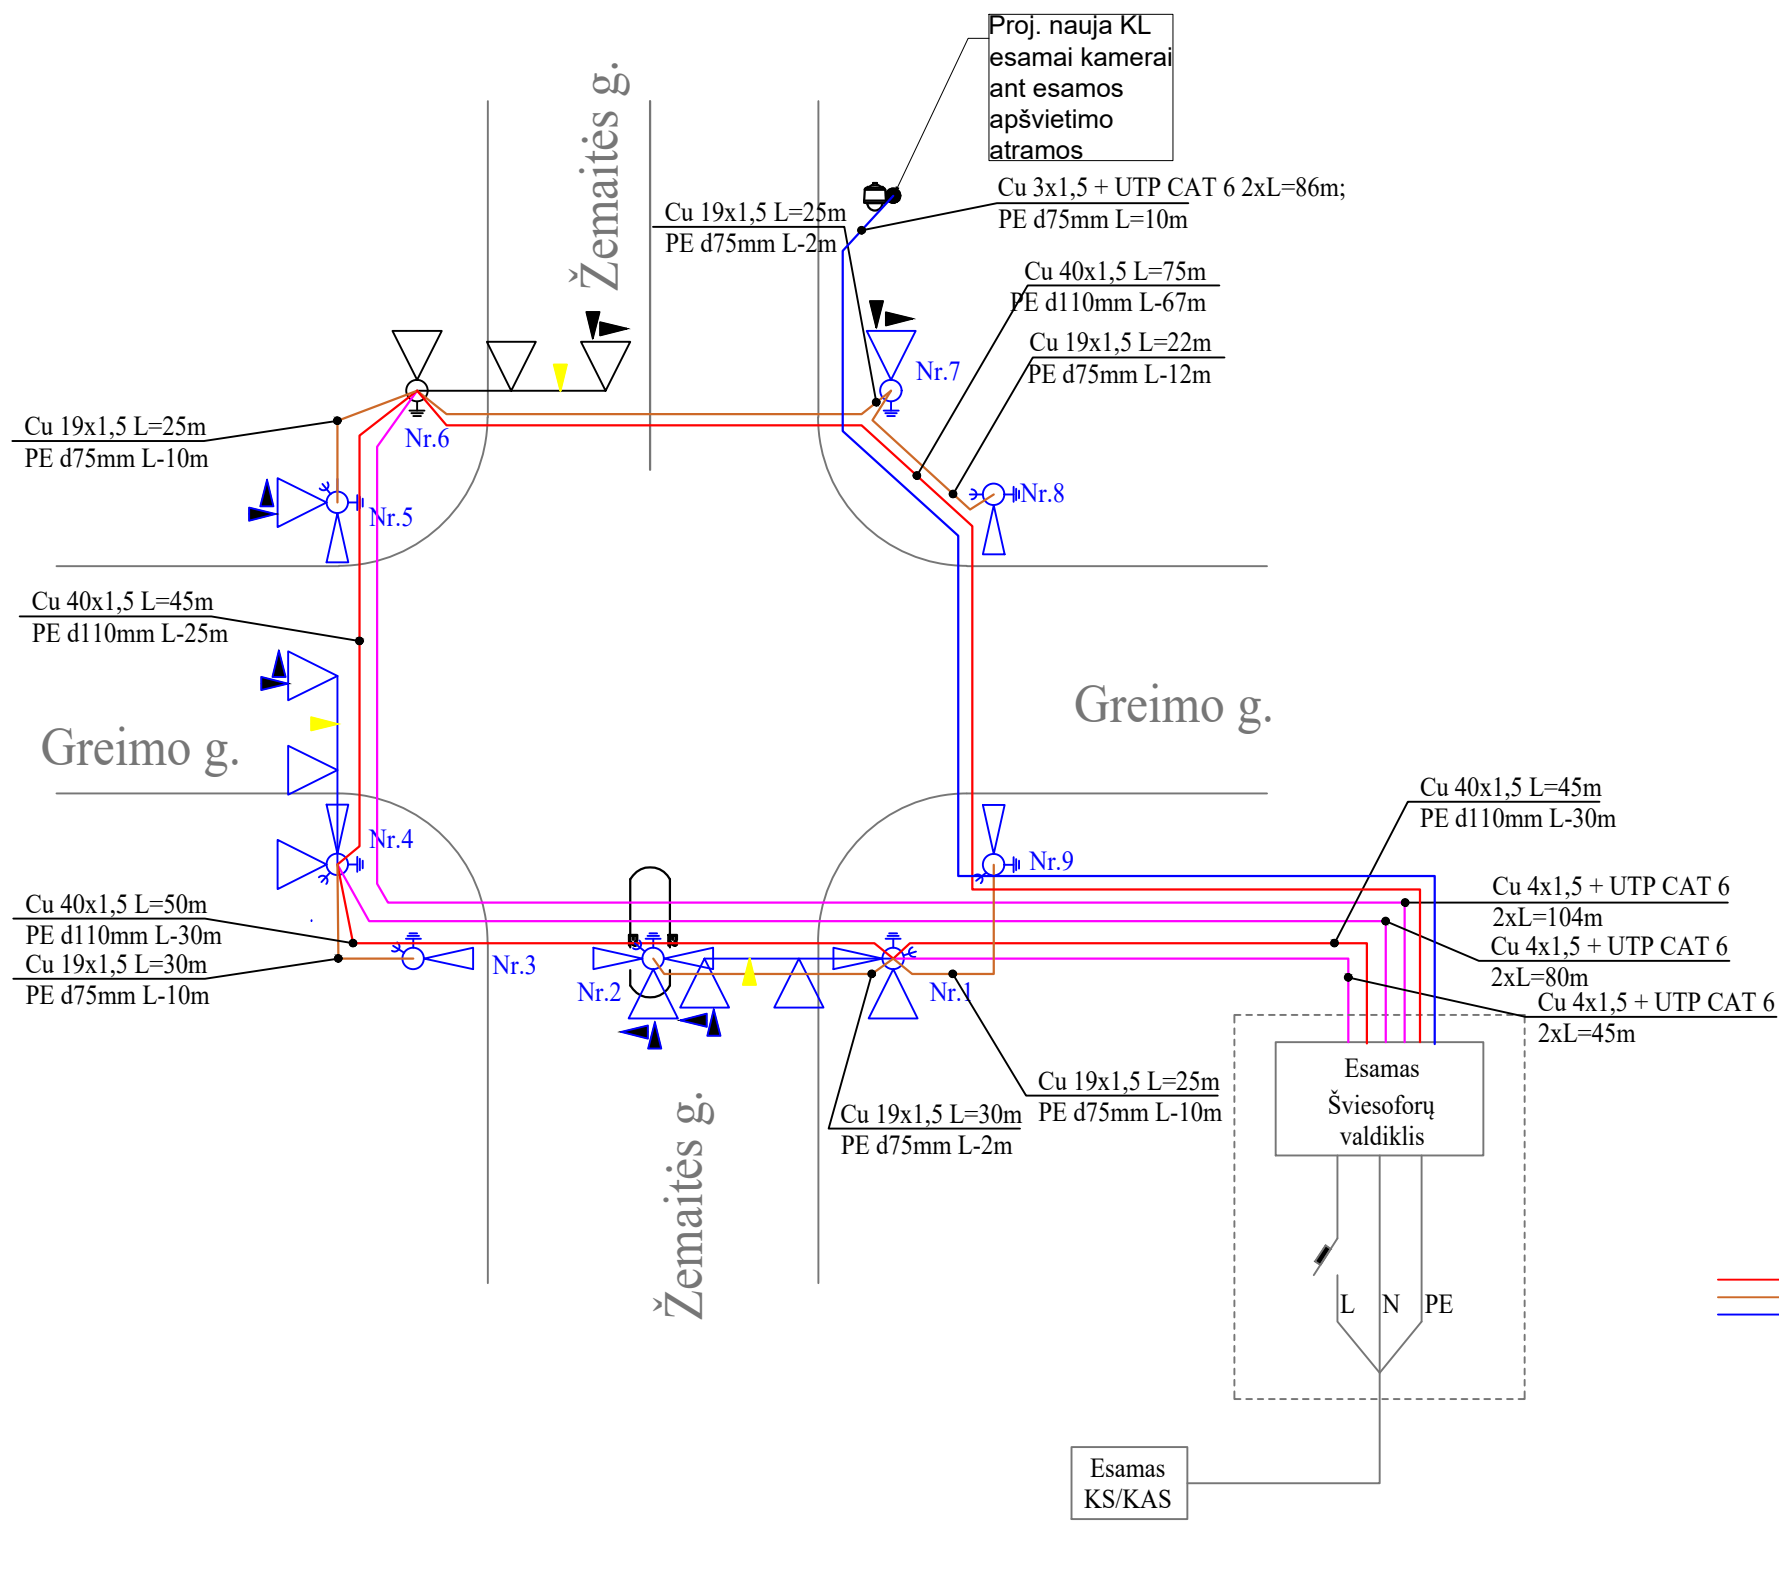 Proj. nauja KL
esamai kamerai
ant esamos
apšvietimo
atramos
Žemaitės g.
Cu 3x1,5 + UTP CAT 6 2xL=86m;
PE d75mm L=10m
Cu 19x1,5 L=25m
PE d75mm L-2m
Cu 40x1,5 L=75m
PE d110mm L-67m
Cu 19x1,5 L=22m
PE d75mm L-12m
Nr.7
Cu 19x1,5 L=25m
PE d75mm L-10m
Nr.6
Nr.8
Nr.5
Cu 40x1,5 L=45m
PE d110mm L-25m
Greimo g.
Greimo g.
Cu 40x1,5 L=45m
PE d110mm L-30m
Nr.4
Nr.9
Cu 4x1,5 + UTP CAT 6
2xL=104m
Cu 40x1,5 L=50m
PE d110mm L-30m
Cu 4x1,5 + UTP CAT 6
2xL=80m
Cu 19x1,5 L=30m
PE d75mm L-10m
Nr.3
Nr.2
Nr.1
Cu 4x1,5 + UTP CAT 6
2xL=45m
Esamas
Šviesoforų
valdiklis
Cu 19x1,5 L=25m
PE d75mm L-10m
Cu 19x1,5 L=30m
PE d75mm L-2m
Žemaitės g.
L N PE
Esamas
KS/KAS